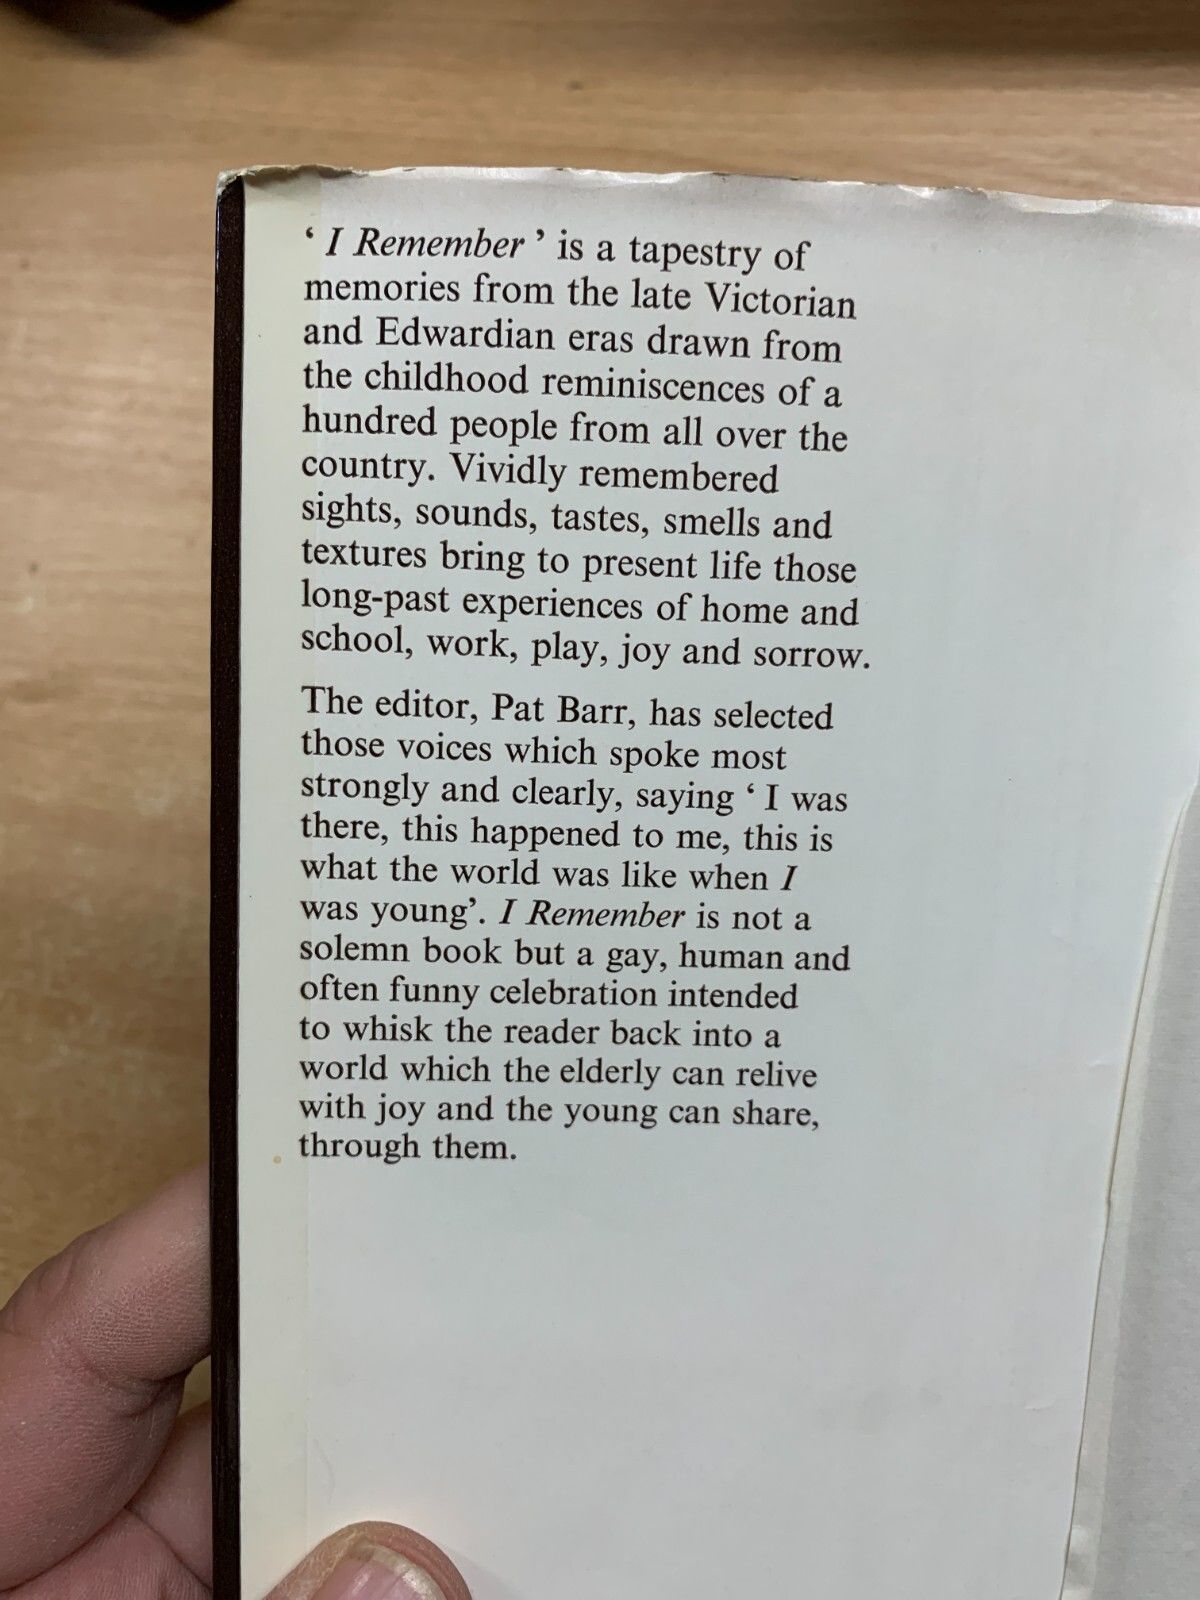 ‘ I Remember ’ is a tapestry of
memories from the late Victorian
and Edwardian eras drawn from
the childhood reminiscences of a
hundred people from all over the
country. Vividly remembered
sights, sounds, tastes, smells and
textures bring to present life those
long-past experiences of home and
school, work, play, joy and sorrow.
The editor, Pat Barr, has selected
those voices which spoke most
strongly and clearly, saying ‘ I was
there, this happened to me, this is
what the world was like when I
was young’. I Remember is not a
solemn book but a gay, human and
often funny celebration intended
to whisk the reader back into a
world which the elderly can relive
with joy and the young can share,
through them.